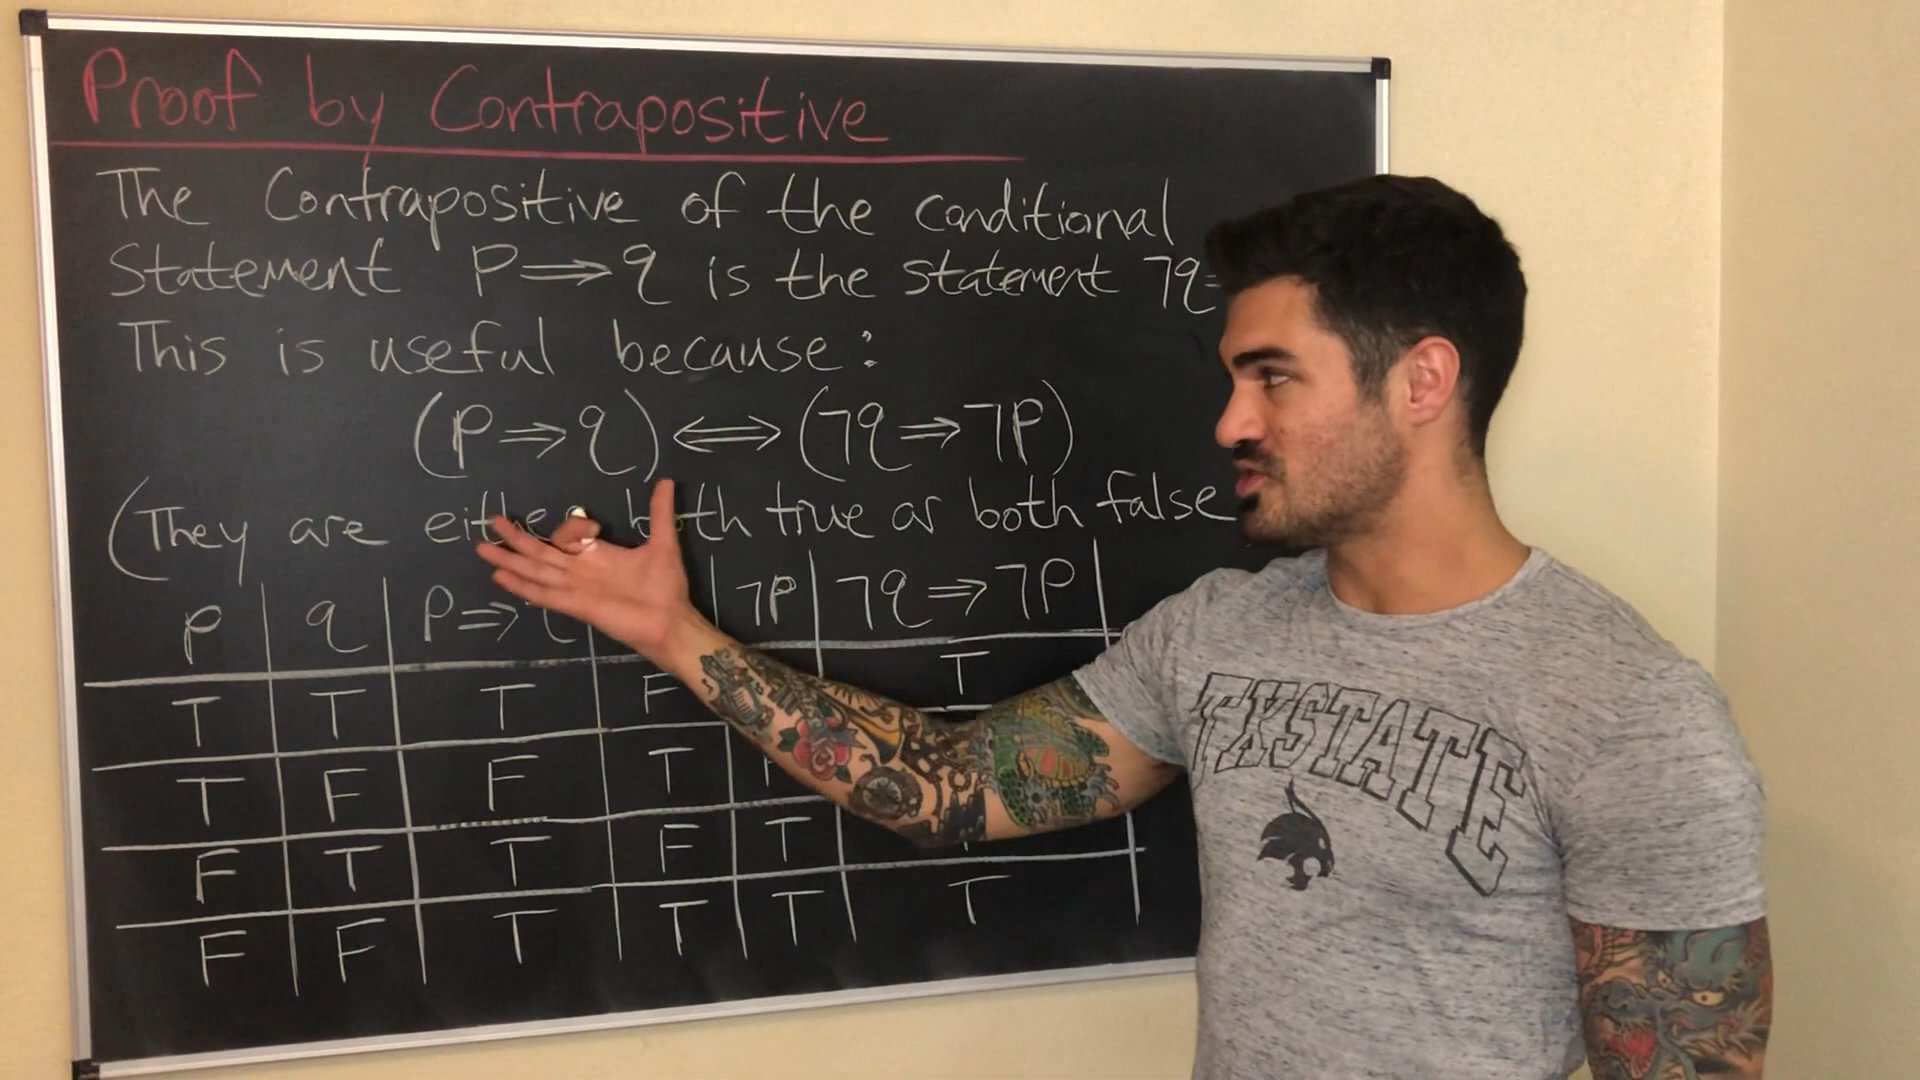 Proof by Contrapositive
The Contrapositive of the conditional
Statement P⇒q is the statement ¬q=
This is useful because:
(P⇒q)⇔(¬q⇒¬P)
(They are either both true or both false
P q P⇒q ¬P ¬q⇒¬P
T T T F T
T F F T F
F T T F T T
F F T T T T
TXSTATE